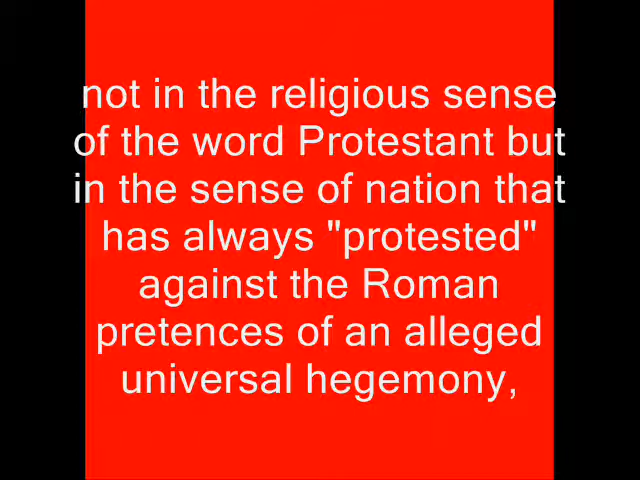 not in the religious sense
of the word Protestant but
in the sense of nation that
has always "protested"
against the Roman
pretences of an alleged
universal hegemony,